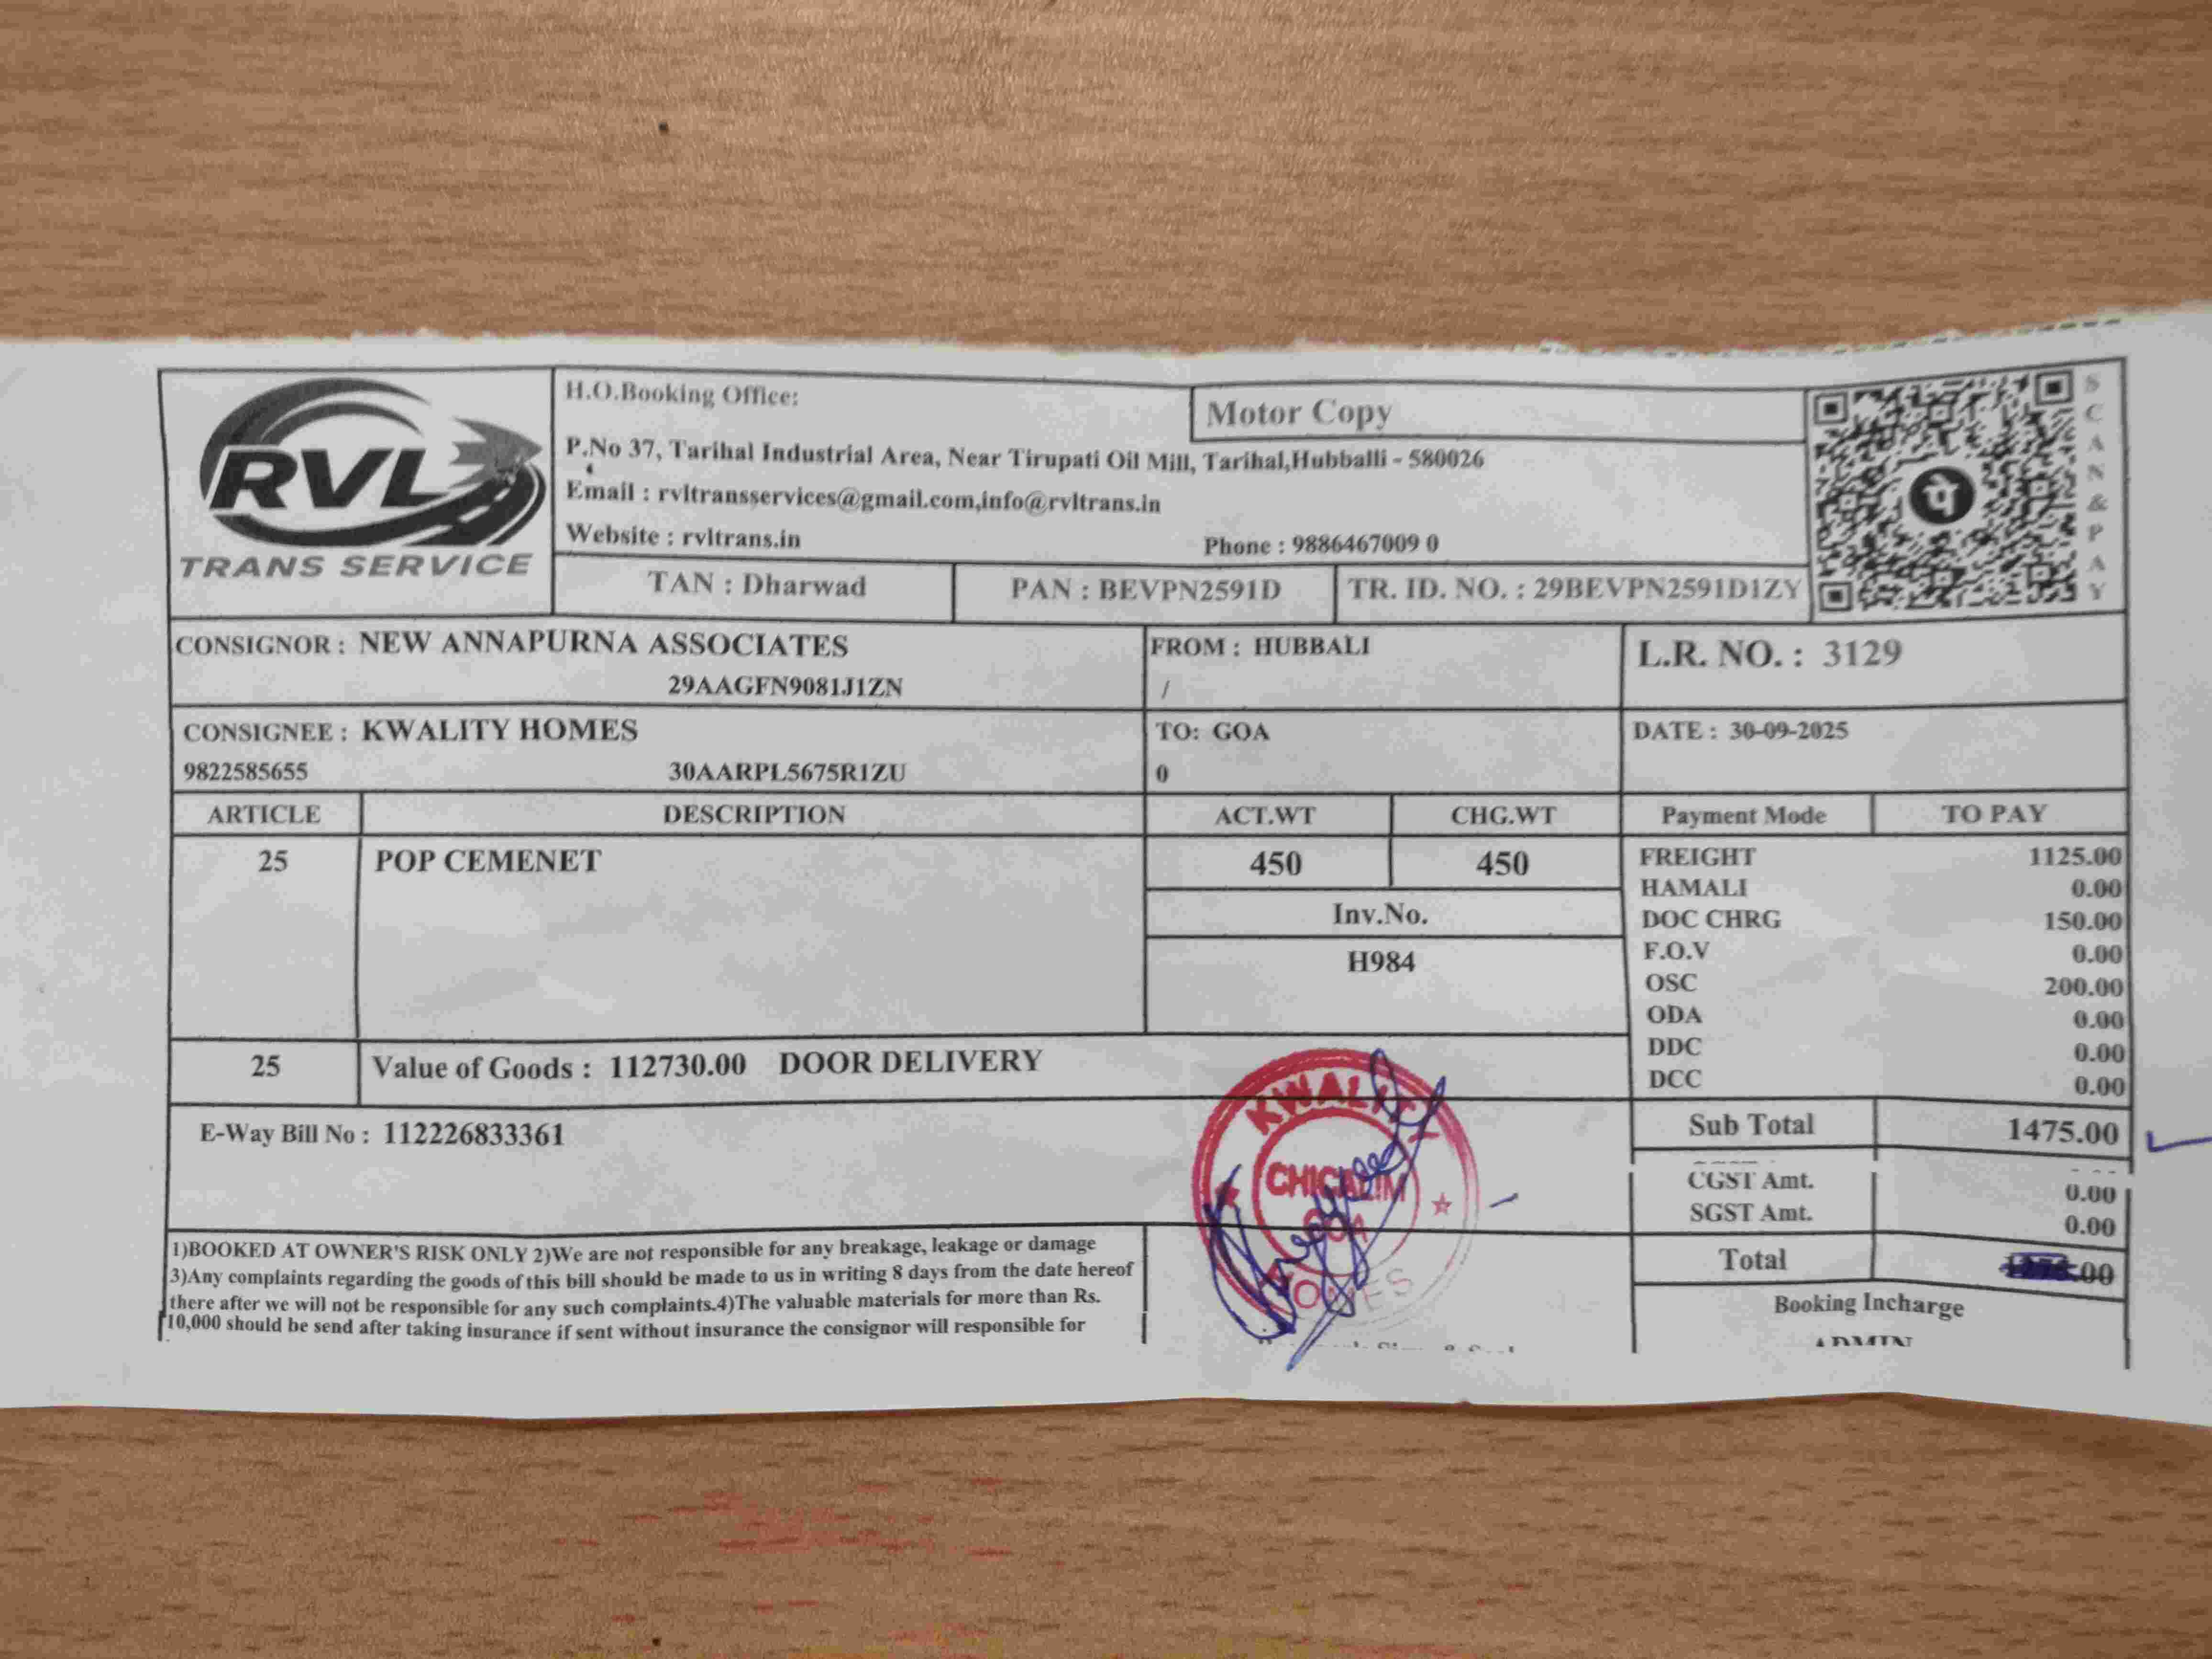 RVL
TRANS SERVICE
H.O.Booking Office:
Motor Copy
P.No 37, Tarihal Industrial Area, Near Tirupati Oil Mill, Tarihal,Hubballi - 580026
Email : rvltransservices@gmail.com,info@rvltrans.in
Website : rvltrans.in Phone : 9886467009 0
TAN : Dharwad PAN : BEVPN2591D TR. ID. NO. : 29BEVPN2591D1ZY
पे
SCAN&PAY
CONSIGNOR : NEW ANNAPURNA ASSOCIATES FROM : HUBBALI L.R. NO. : 3129
29AAGFN9081J1ZN /
CONSIGNEE : KWALITY HOMES TO: GOA DATE : 30-09-2025
9822585655 30AARPL5675R1ZU 0
ARTICLE DESCRIPTION ACT.WT CHG.WT Payment Mode TO PAY
25 POP CEMENET 450 450 FREIGHT 1125.00
HAMALI 0.00
Inv.No. DOC CHRG 150.00
F.O.V 0.00
H984 OSC 200.00
ODA 0.00
DDC 0.00
DCC 0.00
25 Value of Goods : 112730.00 DOOR DELIVERY
E-Way Bill No : 112226833361 Sub Total 1475.00
CGST Amt. 0.00
SGST Amt. 0.00
Total .00
Booking Incharge
ADMIN
KWALITY
CHICALIM
GOA
HOMES
1)BOOKED AT OWNER'S RISK ONLY 2)We are not responsible for any breakage, leakage or damage
3)Any complaints regarding the goods of this bill should be made to us in writing 8 days from the date hereof
there after we will not be responsible for any such complaints.4)The valuable materials for more than Rs.
10,000 should be send after taking insurance if sent without insurance the consignor will responsible for